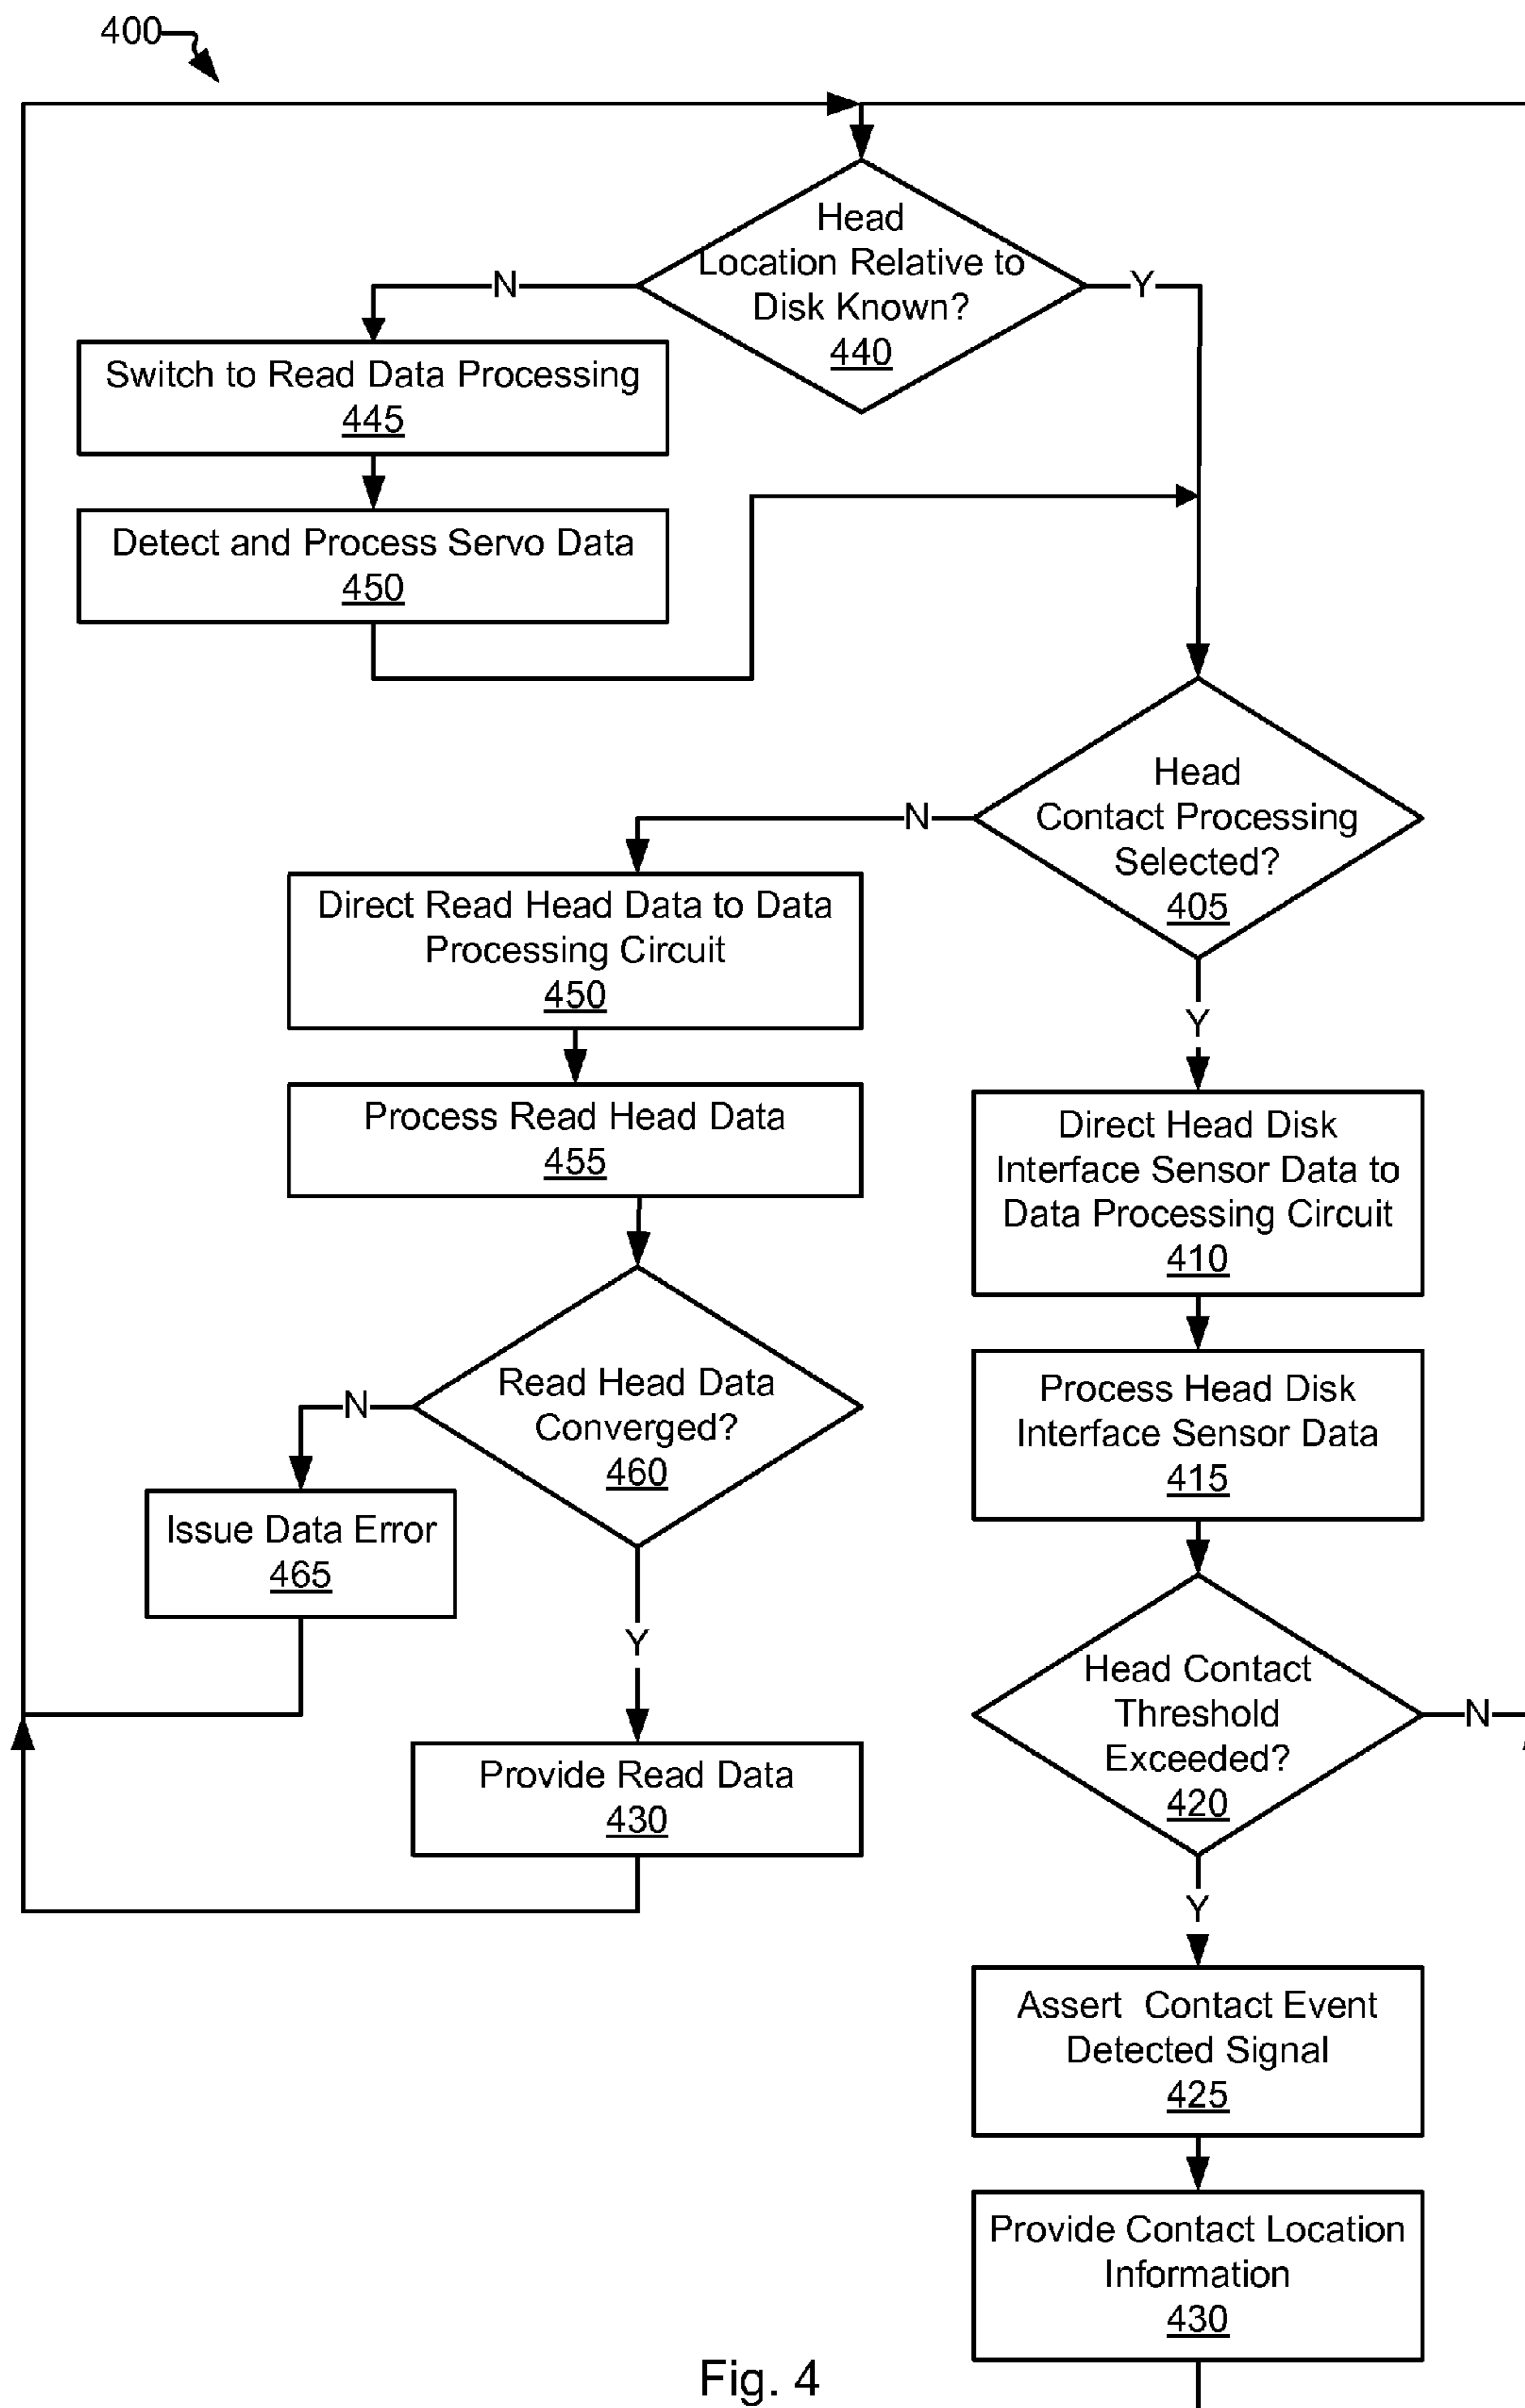 400
Head
Location Relative to
Disk Known?
440
N
Y
Switch to Read Data Processing
445
Detect and Process Servo Data
450
Head
Contact Processing
Selected?
405
N
Y
Direct Read Head Data to Data
Processing Circuit
450
Process Read Head Data
455
Read Head Data
Converged?
460
N
Y
Issue Data Error
465
Provide Read Data
430
Direct Head Disk
Interface Sensor Data to
Data Processing Circuit
410
Process Head Disk
Interface Sensor Data
415
Head Contact
Threshold
Exceeded?
420
N
Y
Assert Contact Event
Detected Signal
425
Provide Contact Location
Information
430
Fig. 4